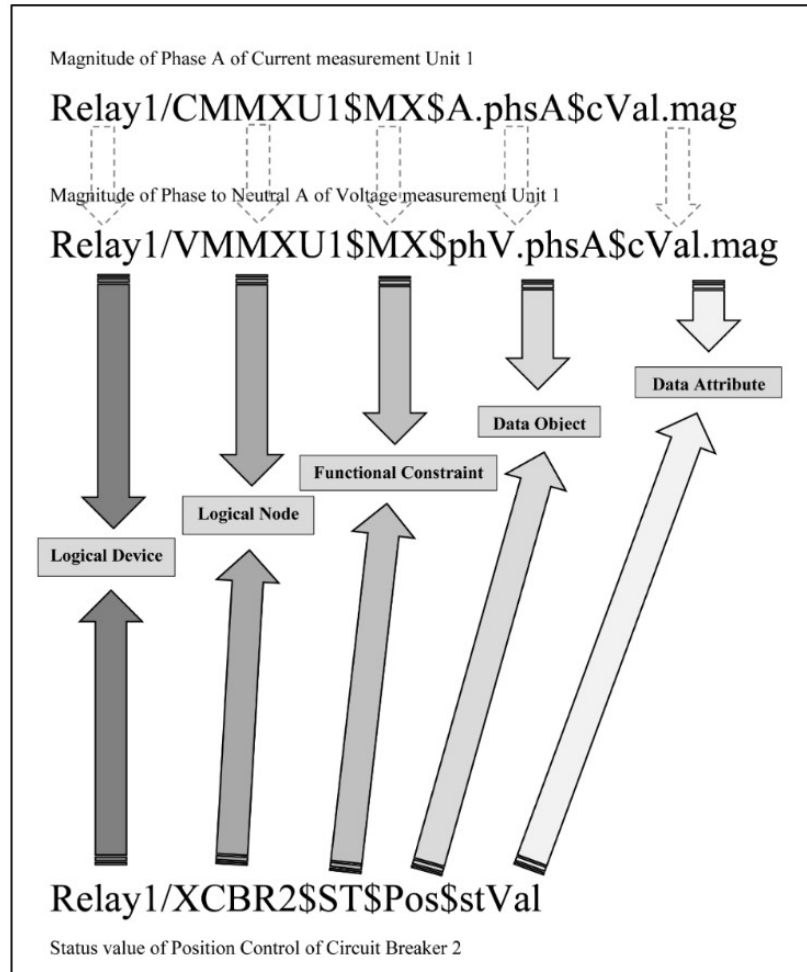 Magnitude of Phase A of Current measurement Unit 1
Relay1/CMMXU1$MX$A.phsA$cVal.mag
Magnitude of Phase to Neutral A of Voltage measurement Unit 1
Relay1/VMMXU1$MX$phV.phsA$cVal.mag
Data Attribute
Data Object
Functional Constraint
Logical Node
Logical Device
Relay1/XCBR2$ST$Pos$stVal
Status value of Position Control of Circuit Breaker 2